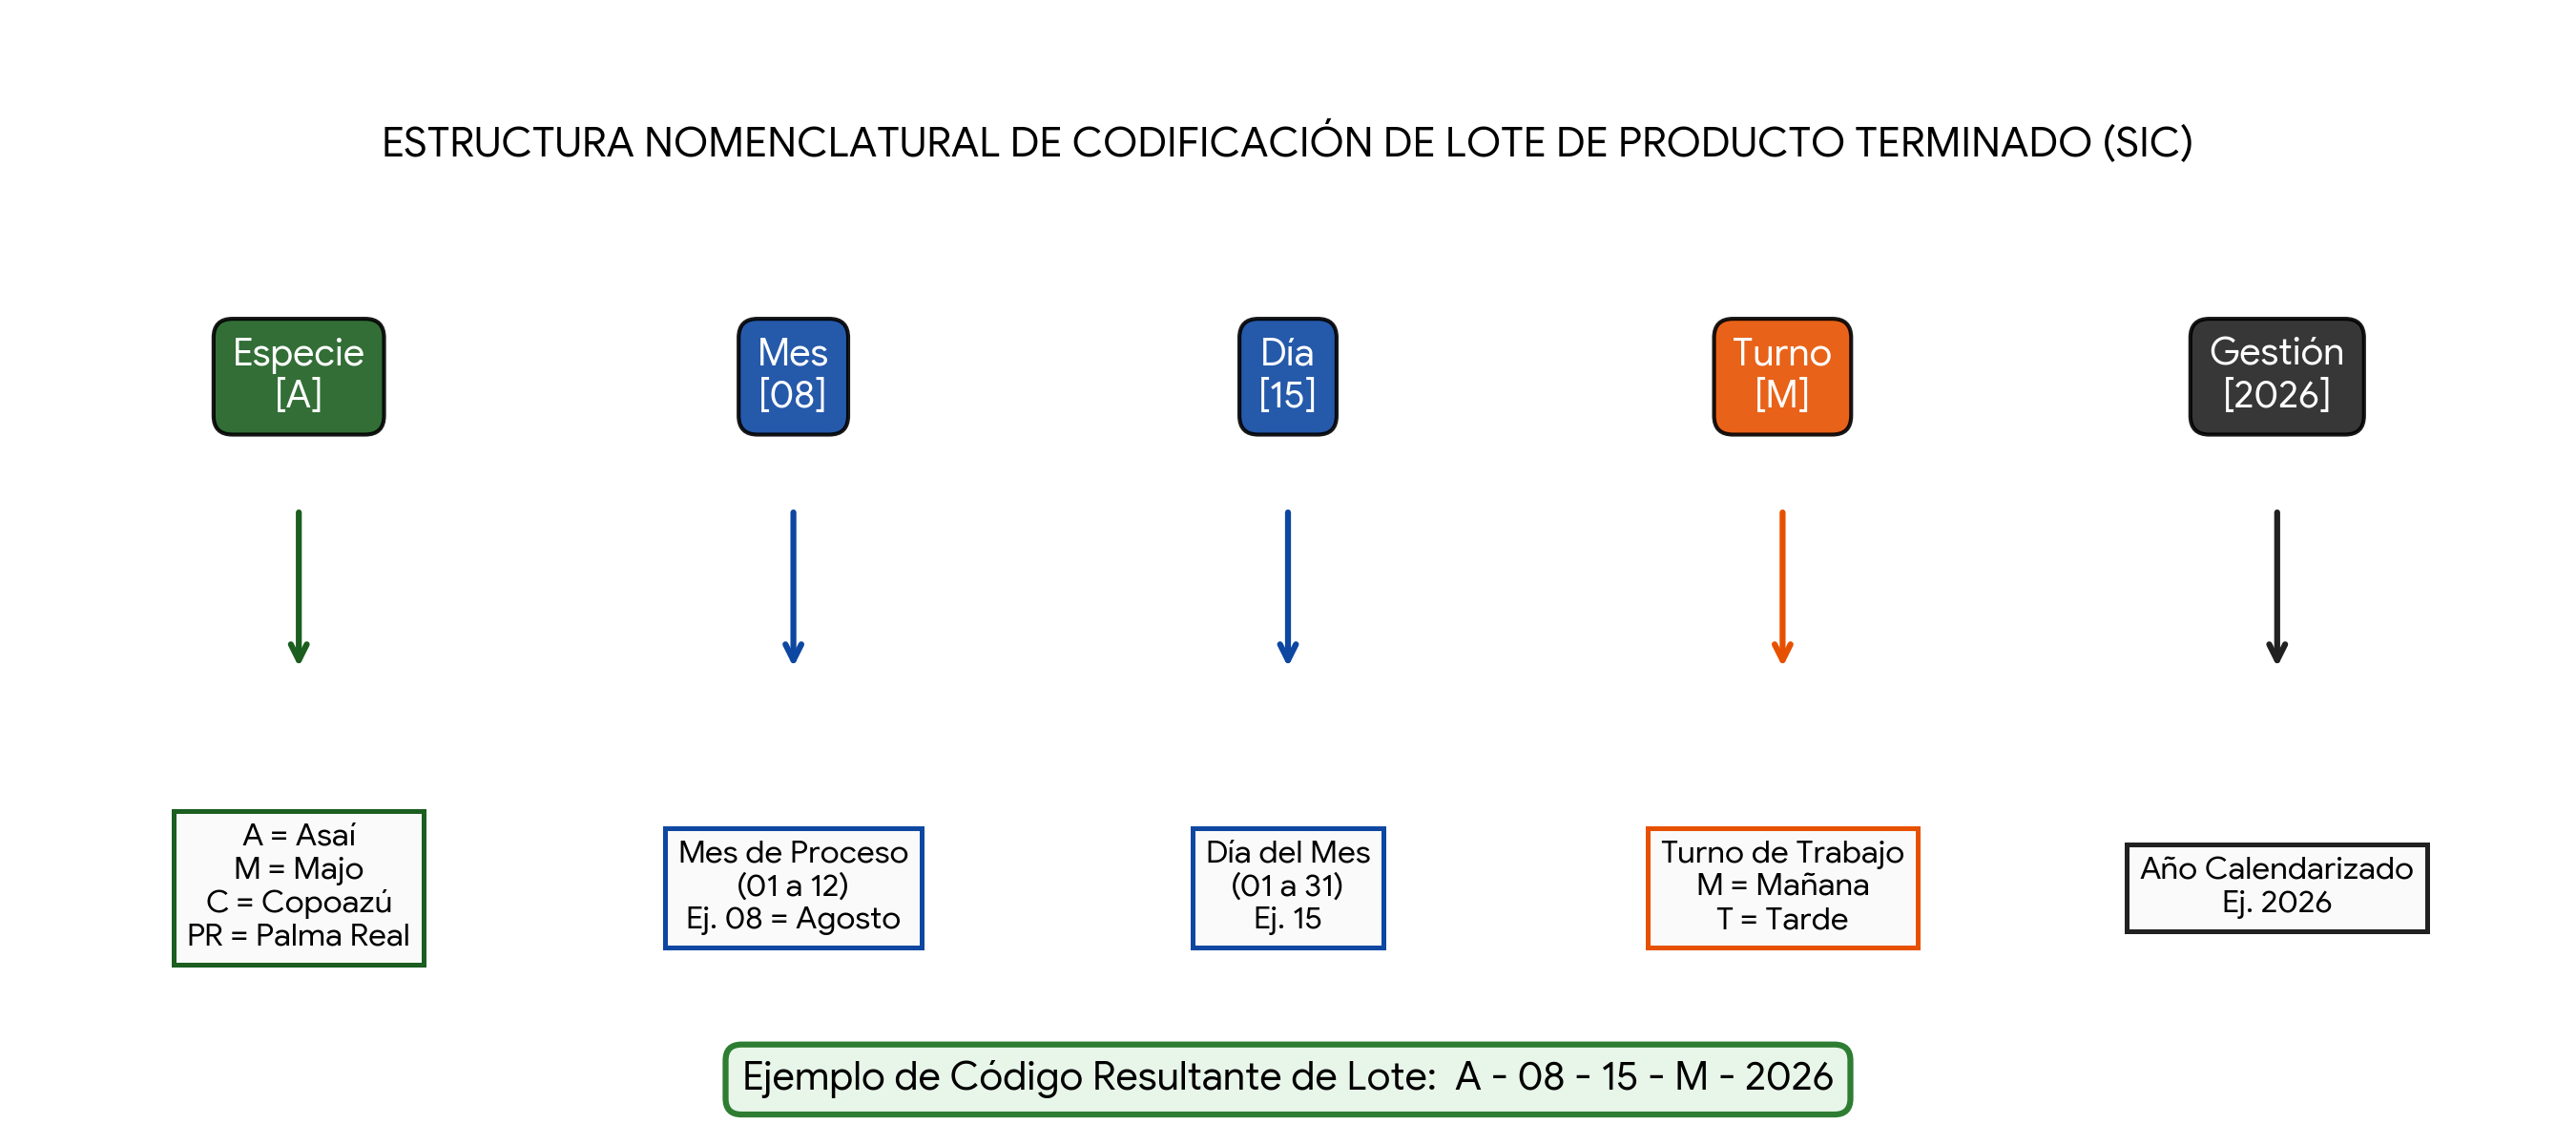 ESTRUCTURA NOMENCLATURAL DE CODIFICACIÓN DE LOTE DE PRODUCTO TERMINADO (SIC)
Especie
[A]
Mes
[08]
Día
[15]
Turno
[M]
Gestión
[2026]
A = Asaí
M = Majo
C = Copoazú
PR = Palma Real
Mes de Proceso
(01 a 12)
Ej. 08 = Agosto
Día del Mes
(01 a 31)
Ej. 15
Turno de Trabajo
M = Mañana
T = Tarde
Año Calendarizado
Ej. 2026
Ejemplo de Código Resultante de Lote: A - 08 - 15 - M - 2026